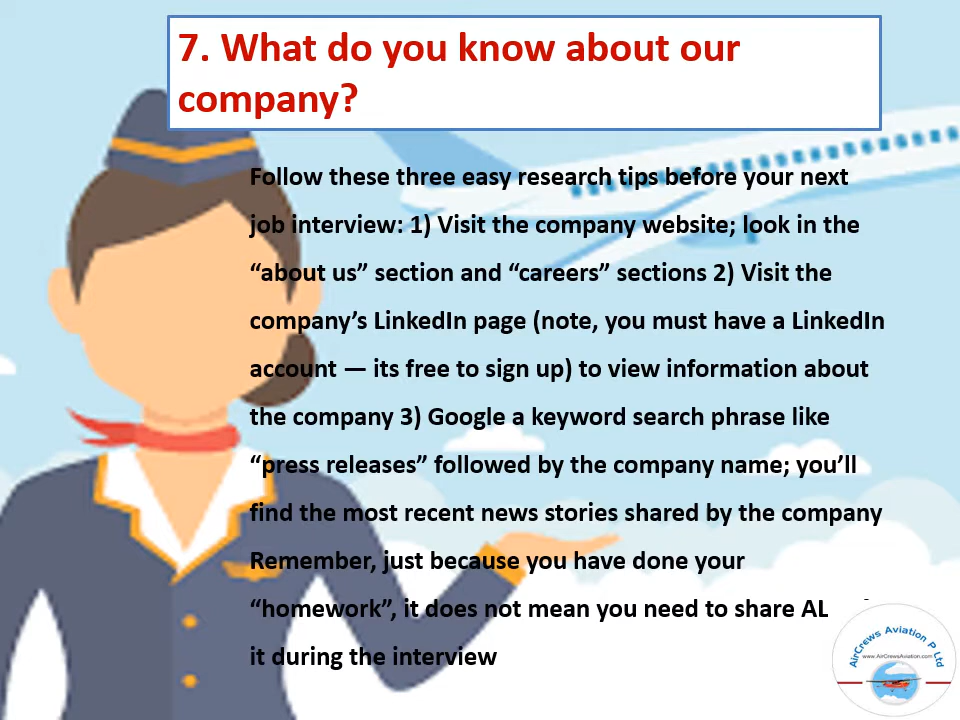 7. What do you know about our
company?
Follow these three easy research tips before your next
job interview: 1) Visit the company website; look in the
“about us” section and “careers” sections 2) Visit the
company’s LinkedIn page (note, you must have a LinkedIn
account — its free to sign up) to view information about
the company 3) Google a keyword search phrase like
“press releases” followed by the company name; you’ll
find the most recent news stories shared by the company
Remember, just because you have done your
“homework”, it does not mean you need to share AL
it during the interview
AirCrews Aviation P Ltd
www.AirCrewsAviation.com